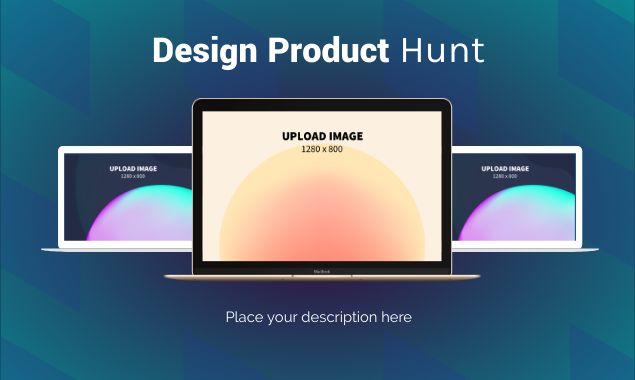 Design Product Hunt
UPLOAD IMAGE
1280 x 800
UPLOAD IMAGE
1280 x 800
UPLOAD IMAGE
1280 x 800
MacBook
Place your description here